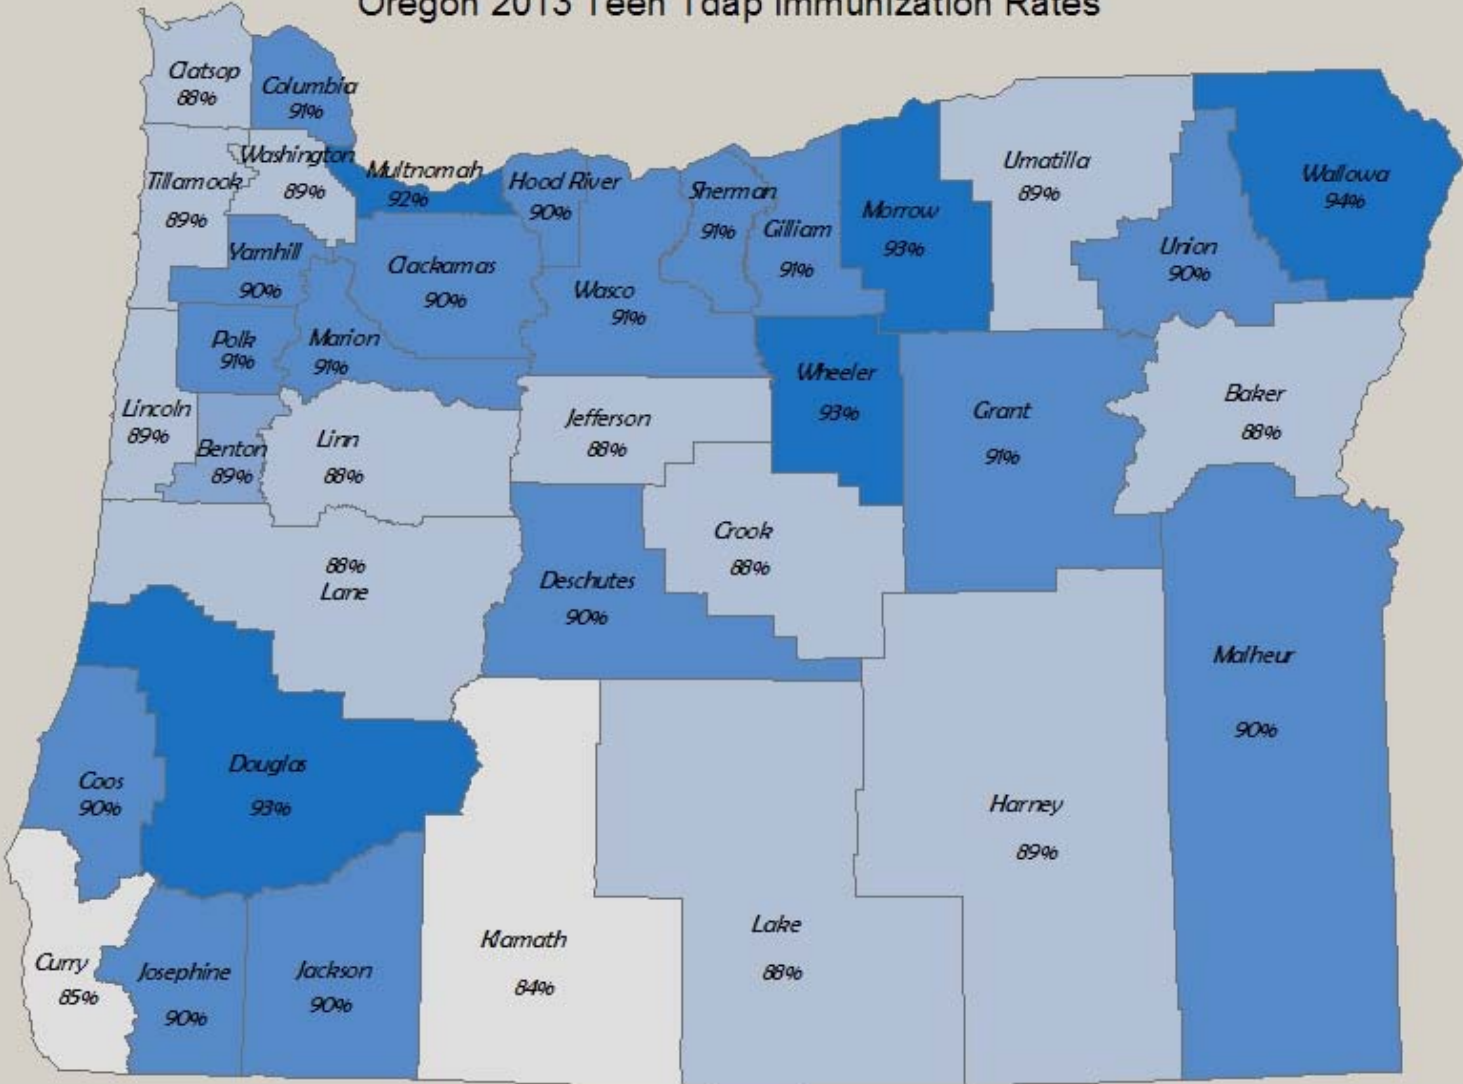 Oregon 2013 Teen Tdap Immunization Rates
Clatsop
88%
Columbia
91%
Washington
89%
Tillamook
89%
Multnomah
92%
Hood River
90%
Sherman
91%
Gilliam
91%
Morrow
93%
Umatilla
89%
Wallowa
94%
Union
90%
Yamhill
90%
Clackamas
90%
Wasco
91%
Polk
91%
Marion
91%
Wheeler
93%
Grant
91%
Baker
88%
Lincoln
89%
Benton
89%
Linn
88%
Jefferson
88%
Crook
88%
88%
Lane
Deschutes
90%
Malheur
90%
Coos
90%
Douglas
93%
Harney
89%
Curry
85%
Josephine
90%
Jackson
90%
Klamath
84%
Lake
88%